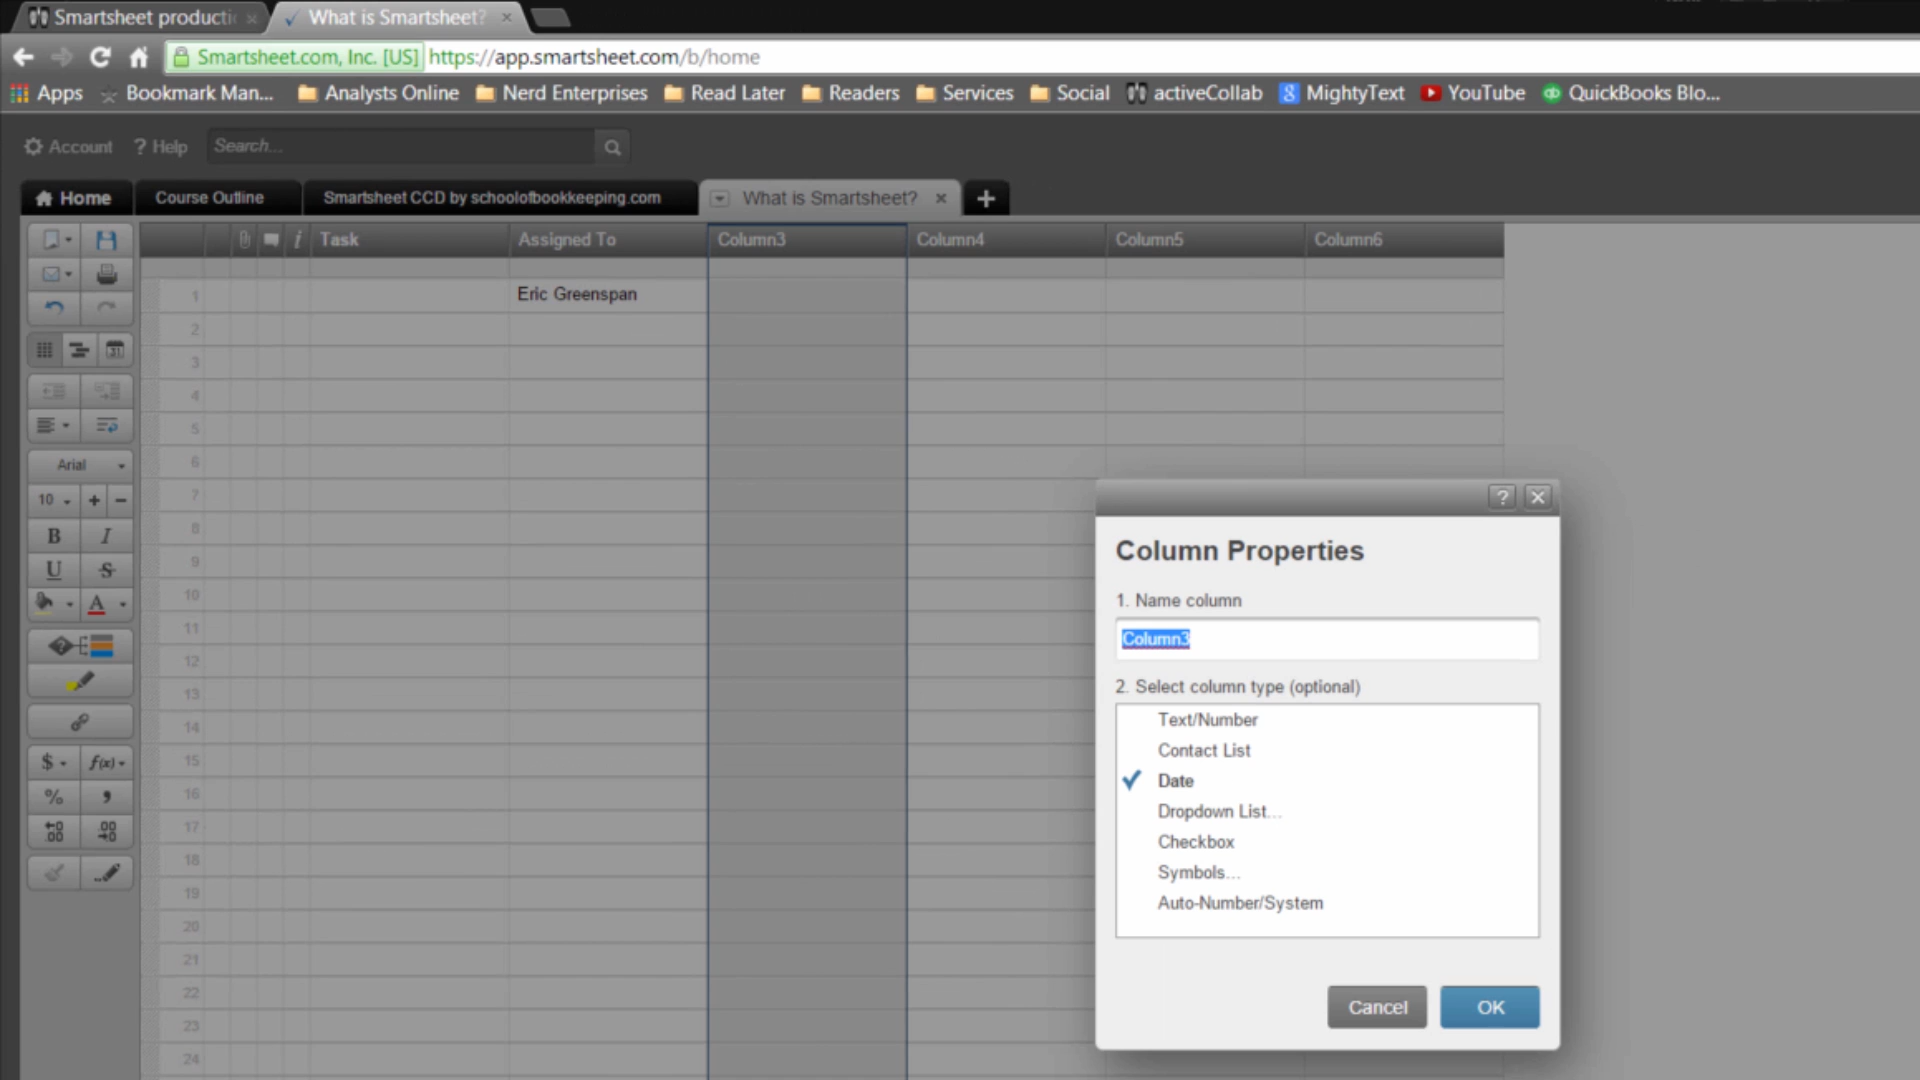 Smartsheet producti
What is Smartsheet?
Smartsheet.com, Inc. [US] https://app.smartsheet.com/b/home
Apps Bookmark Man... Analysts Online Nerd Enterprises Read Later Readers Services Social activeCollab MightyText YouTube QuickBooks Blo...
Account ? Help Search...
Home Course Outline Smartsheet CCD by schoolofbookkeeping.com What is Smartsheet?
Task Assigned To Column3 Column4 Column5 Column6
1 Eric Greenspan
2
3
4
5
6
7
8
9
10
11
12
13
14
15
16
17
18
19
20
21
22
23
24
31
Arial
10 + −
B I
U S
A
$ f(x)
% ,
.00 .00
Column Properties
1. Name column
Column3
2. Select column type (optional)
Text/Number
Contact List
Date
Dropdown List...
Checkbox
Symbols...
Auto-Number/System
Cancel OK